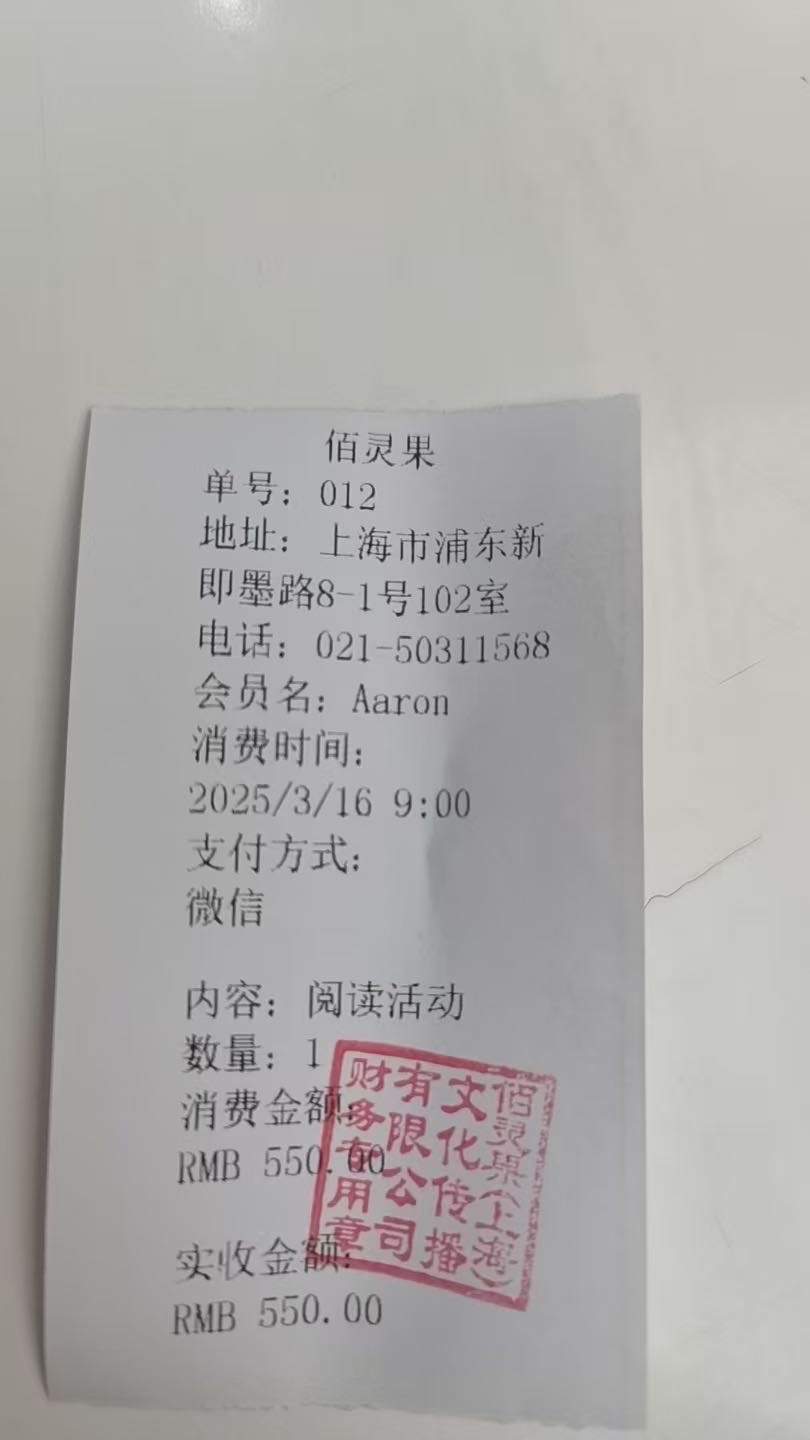 佰灵果
单号：012
地址：上海市浦东新
即墨路8-1号102室
电话：021-50311568
会员名：Aaron
消费时间：
2025/3/16 9:00
支付方式：
微信
内容：阅读活动
数量：1
消费金额：
RMB 550.00
实收金额：
RMB 550.00
佰灵果（上海）
文化传播
有限公司
财务专用章